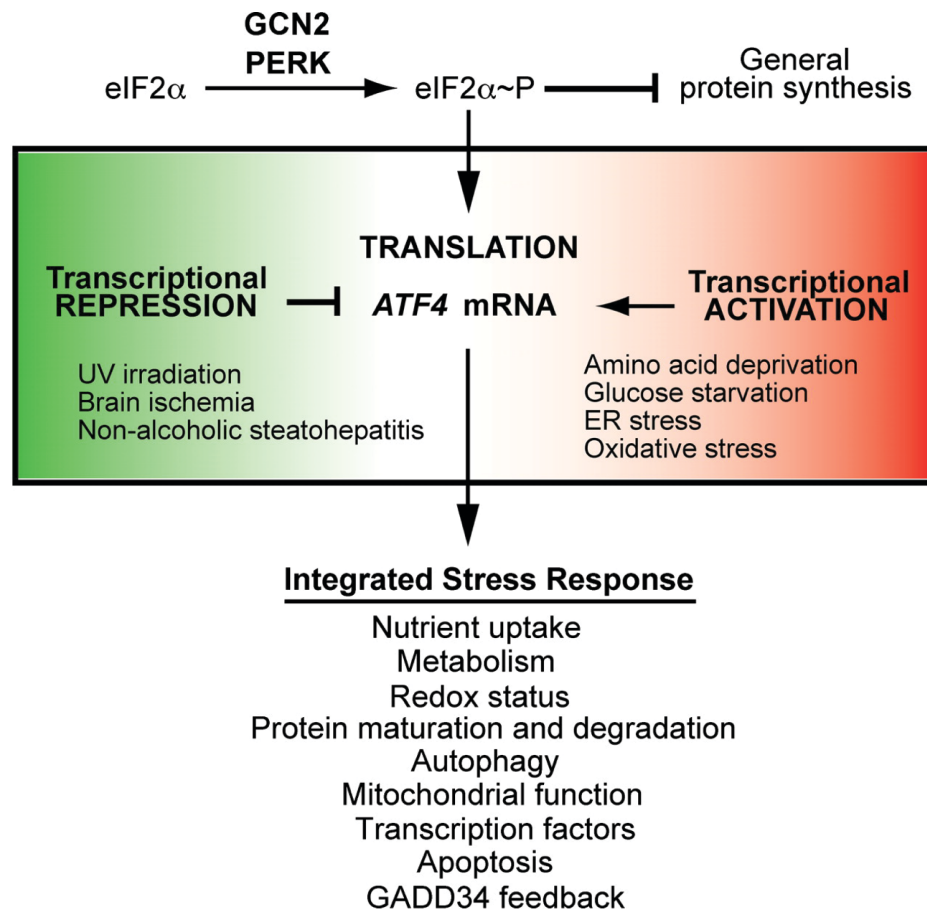 GCN2
PERK
eIF2α
eIF2α~P
General
protein synthesis
TRANSLATION
ATF4 mRNA
Transcriptional
REPRESSION
UV irradiation
Brain ischemia
Non-alcoholic steatohepatitis
Transcriptional
ACTIVATION
Amino acid deprivation
Glucose starvation
ER stress
Oxidative stress
Integrated Stress Response
Nutrient uptake
Metabolism
Redox status
Protein maturation and degradation
Autophagy
Mitochondrial function
Transcription factors
Apoptosis
GADD34 feedback